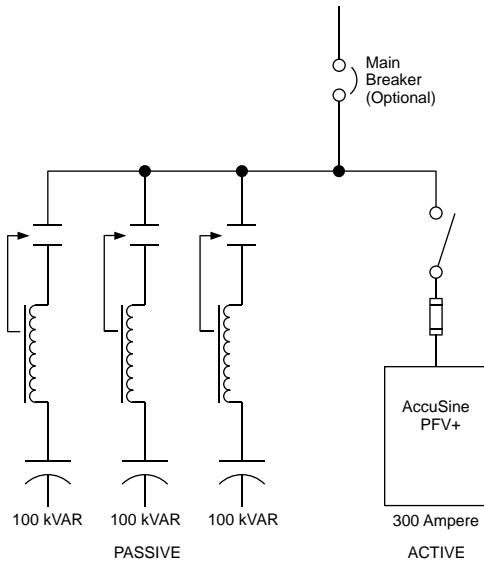 Main
Breaker
(Optional)
AccuSine
PFV+
100 kVAR 100 kVAR 100 kVAR 300 Ampere
PASSIVE ACTIVE